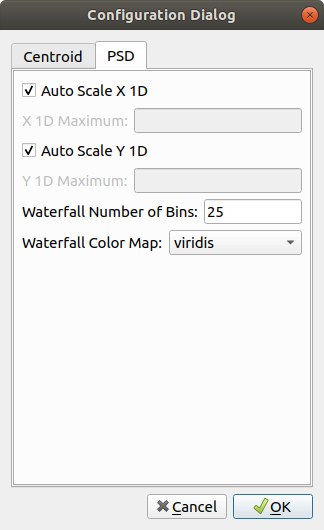 Configuration Dialog
Centroid PSD
Auto Scale X 1D
X 1D Maximum:
Auto Scale Y 1D
Y 1D Maximum:
Waterfall Number of Bins: 25
Waterfall Color Map: viridis
Cancel OK